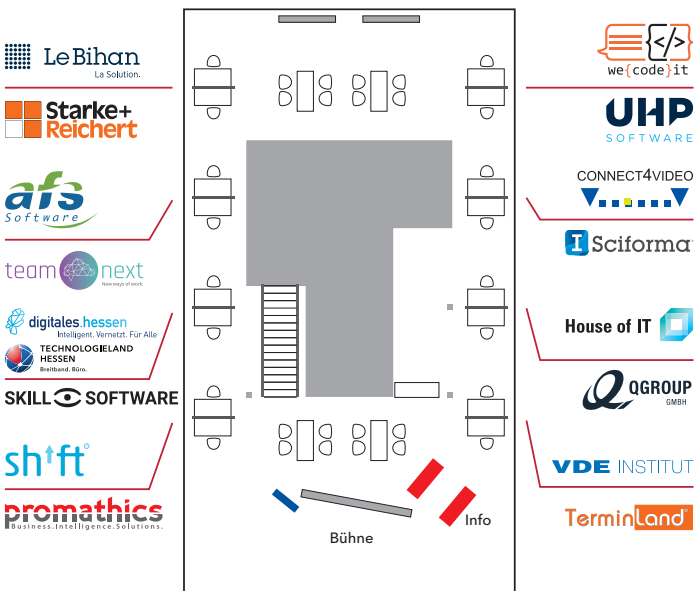 LeBihan
La Solution.
Starke+
Reichert
afs
Software
team next
New ways of work.
digitales.hessen
Intelligent. Vernetzt. Für Alle
TECHNOLOGIELAND
HESSEN
Breitband. Büro.
SKILL SOFTWARE
shift
promathics
Business.Intelligence.Solutions.
Bühne
Info
</>
we{code}it
UHP
SOFTWARE
CONNECT4VIDEO
I Sciforma
House of IT
Q QGROUP
GMBH
VDE INSTITUT
Terminland